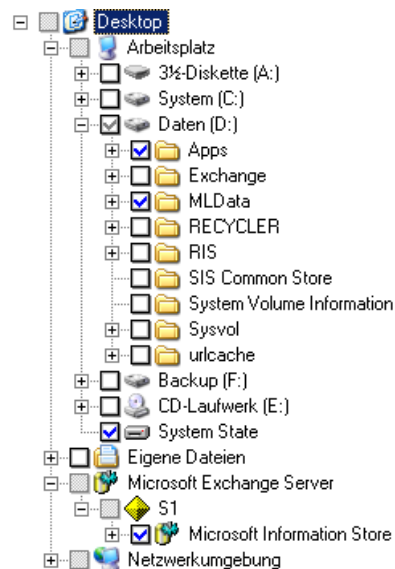 Desktop
Arbeitsplatz
3½-Diskette (A:)
System (C:)
Daten (D:)
Apps
Exchange
MLData
RECYCLER
RIS
SIS Common Store
System Volume Information
Sysvol
urlcache
Backup (F:)
CD-Laufwerk (E:)
System State
Eigene Dateien
Microsoft Exchange Server
S1
Microsoft Information Store
Netzwerkumgebung